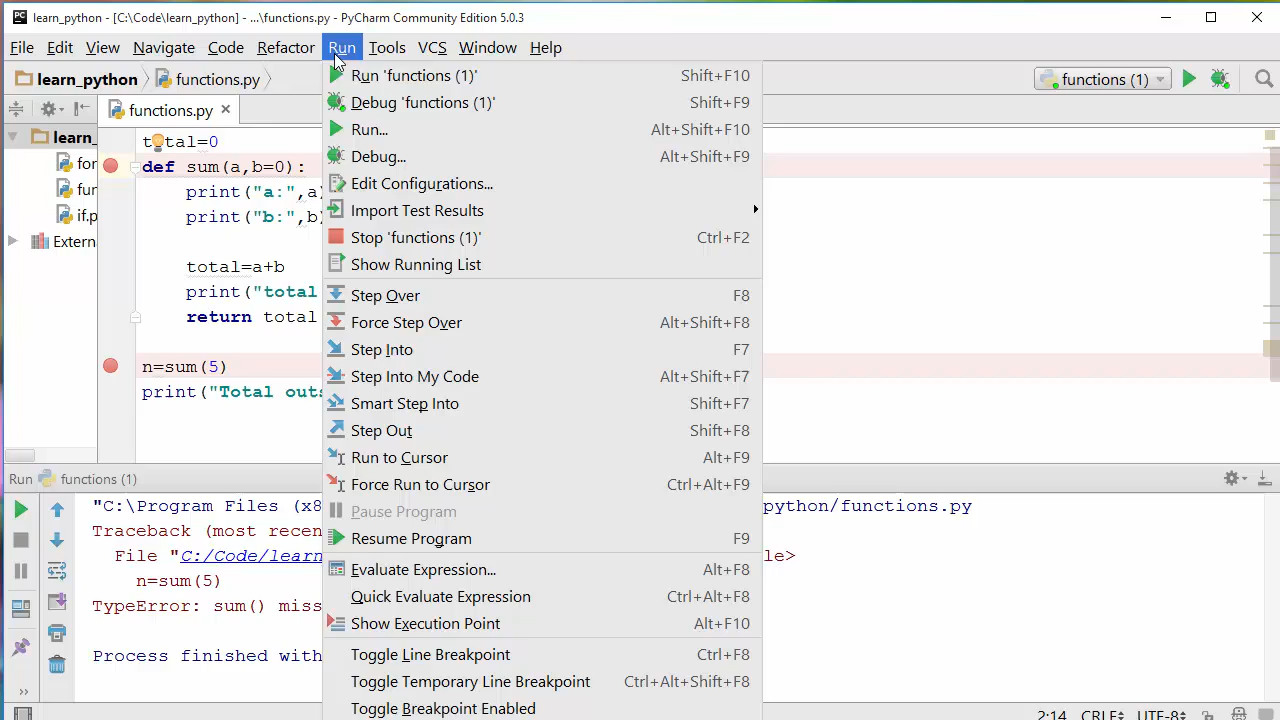 PC learn_python - [C:\Code\learn_python] - ...\functions.py - PyCharm Community Edition 5.0.3
File Edit View Navigate Code Refactor Run Tools VCS Window Help
learn_python functions.py functions (1)
functions.py
Run 'functions (1)' Shift+F10
Debug 'functions (1)' Shift+F9
Run... Alt+Shift+F10
Debug... Alt+Shift+F9
Edit Configurations...
Import Test Results
Stop 'functions (1)' Ctrl+F2
Show Running List
Step Over F8
Force Step Over Alt+Shift+F8
Step Into F7
Step Into My Code Alt+Shift+F7
Smart Step Into Shift+F7
Step Out Shift+F8
Run to Cursor Alt+F9
Force Run to Cursor Ctrl+Alt+F9
Pause Program
Resume Program F9
Evaluate Expression... Alt+F8
Quick Evaluate Expression Ctrl+Alt+F8
Show Execution Point Alt+F10
Toggle Line Breakpoint Ctrl+F8
Toggle Temporary Line Breakpoint Ctrl+Alt+Shift+F8
Toggle Breakpoint Enabled
learn_
for
fun
if.p
Extern
total=0
def sum(a,b=0):
print("a:",a)
print("b:",b)
total=a+b
print("total
return total
n=sum(5)
print("Total outs
Run functions (1)
"C:\Program Files (x8 python/functions.py
Traceback (most recen
File "C:/Code/learn le>
n=sum(5)
TypeError: sum() miss
Process finished with
2:14 CRLF UTF-8